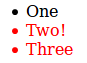 • One
• Two!
• Three